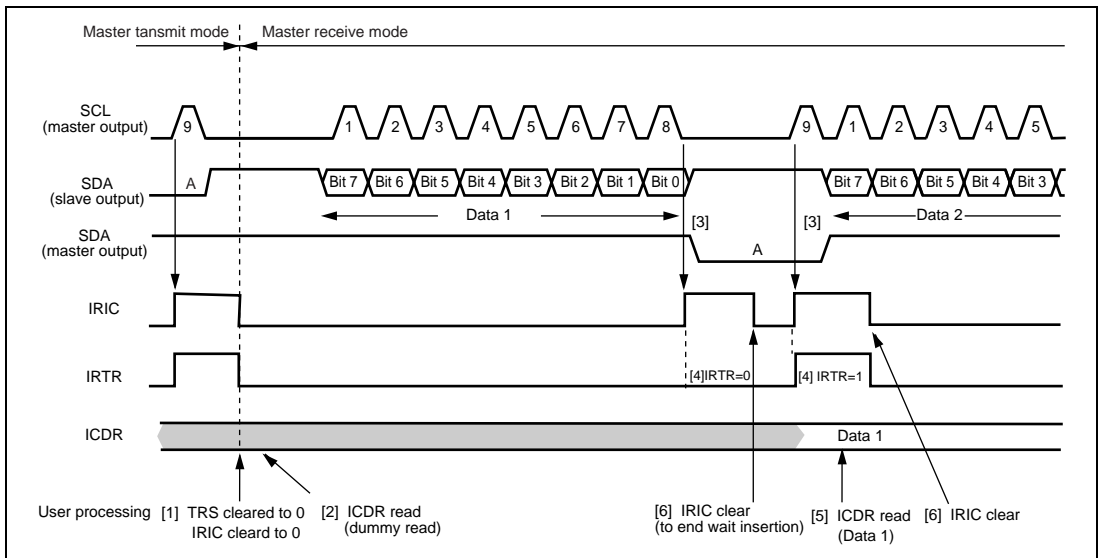 Master tansmit mode
Master receive mode
SCL
(master output)
9
1
2
3
4
5
6
7
8
9
1
2
3
4
5
SDA
(slave output)
A
Bit 7
Bit 6
Bit 5
Bit 4
Bit 3
Bit 2
Bit 1
Bit 0
Bit 7
Bit 6
Bit 5
Bit 4
Bit 3
Data 1
[3]
[3]
Data 2
SDA
(master output)
A
IRIC
IRTR
[4]IRTR=0
[4] IRTR=1
ICDR
Data 1
User processing
[1] TRS cleared to 0
IRIC cleard to 0
[2] ICDR read
(dummy read)
[6] IRIC clear
(to end wait insertion)
[5] ICDR read
(Data 1)
[6] IRIC clear